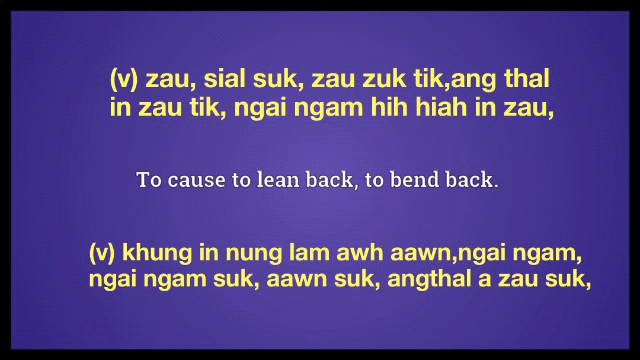 (v) zau, sial suk, zau zuk tik,ang thal
in zau tik, ngai ngam hih hiah in zau,
To cause to lean back, to bend back.
(v) khung in nung lam awh aawn,ngai ngam,
ngai ngam suk, aawn suk, angthal a zau suk,